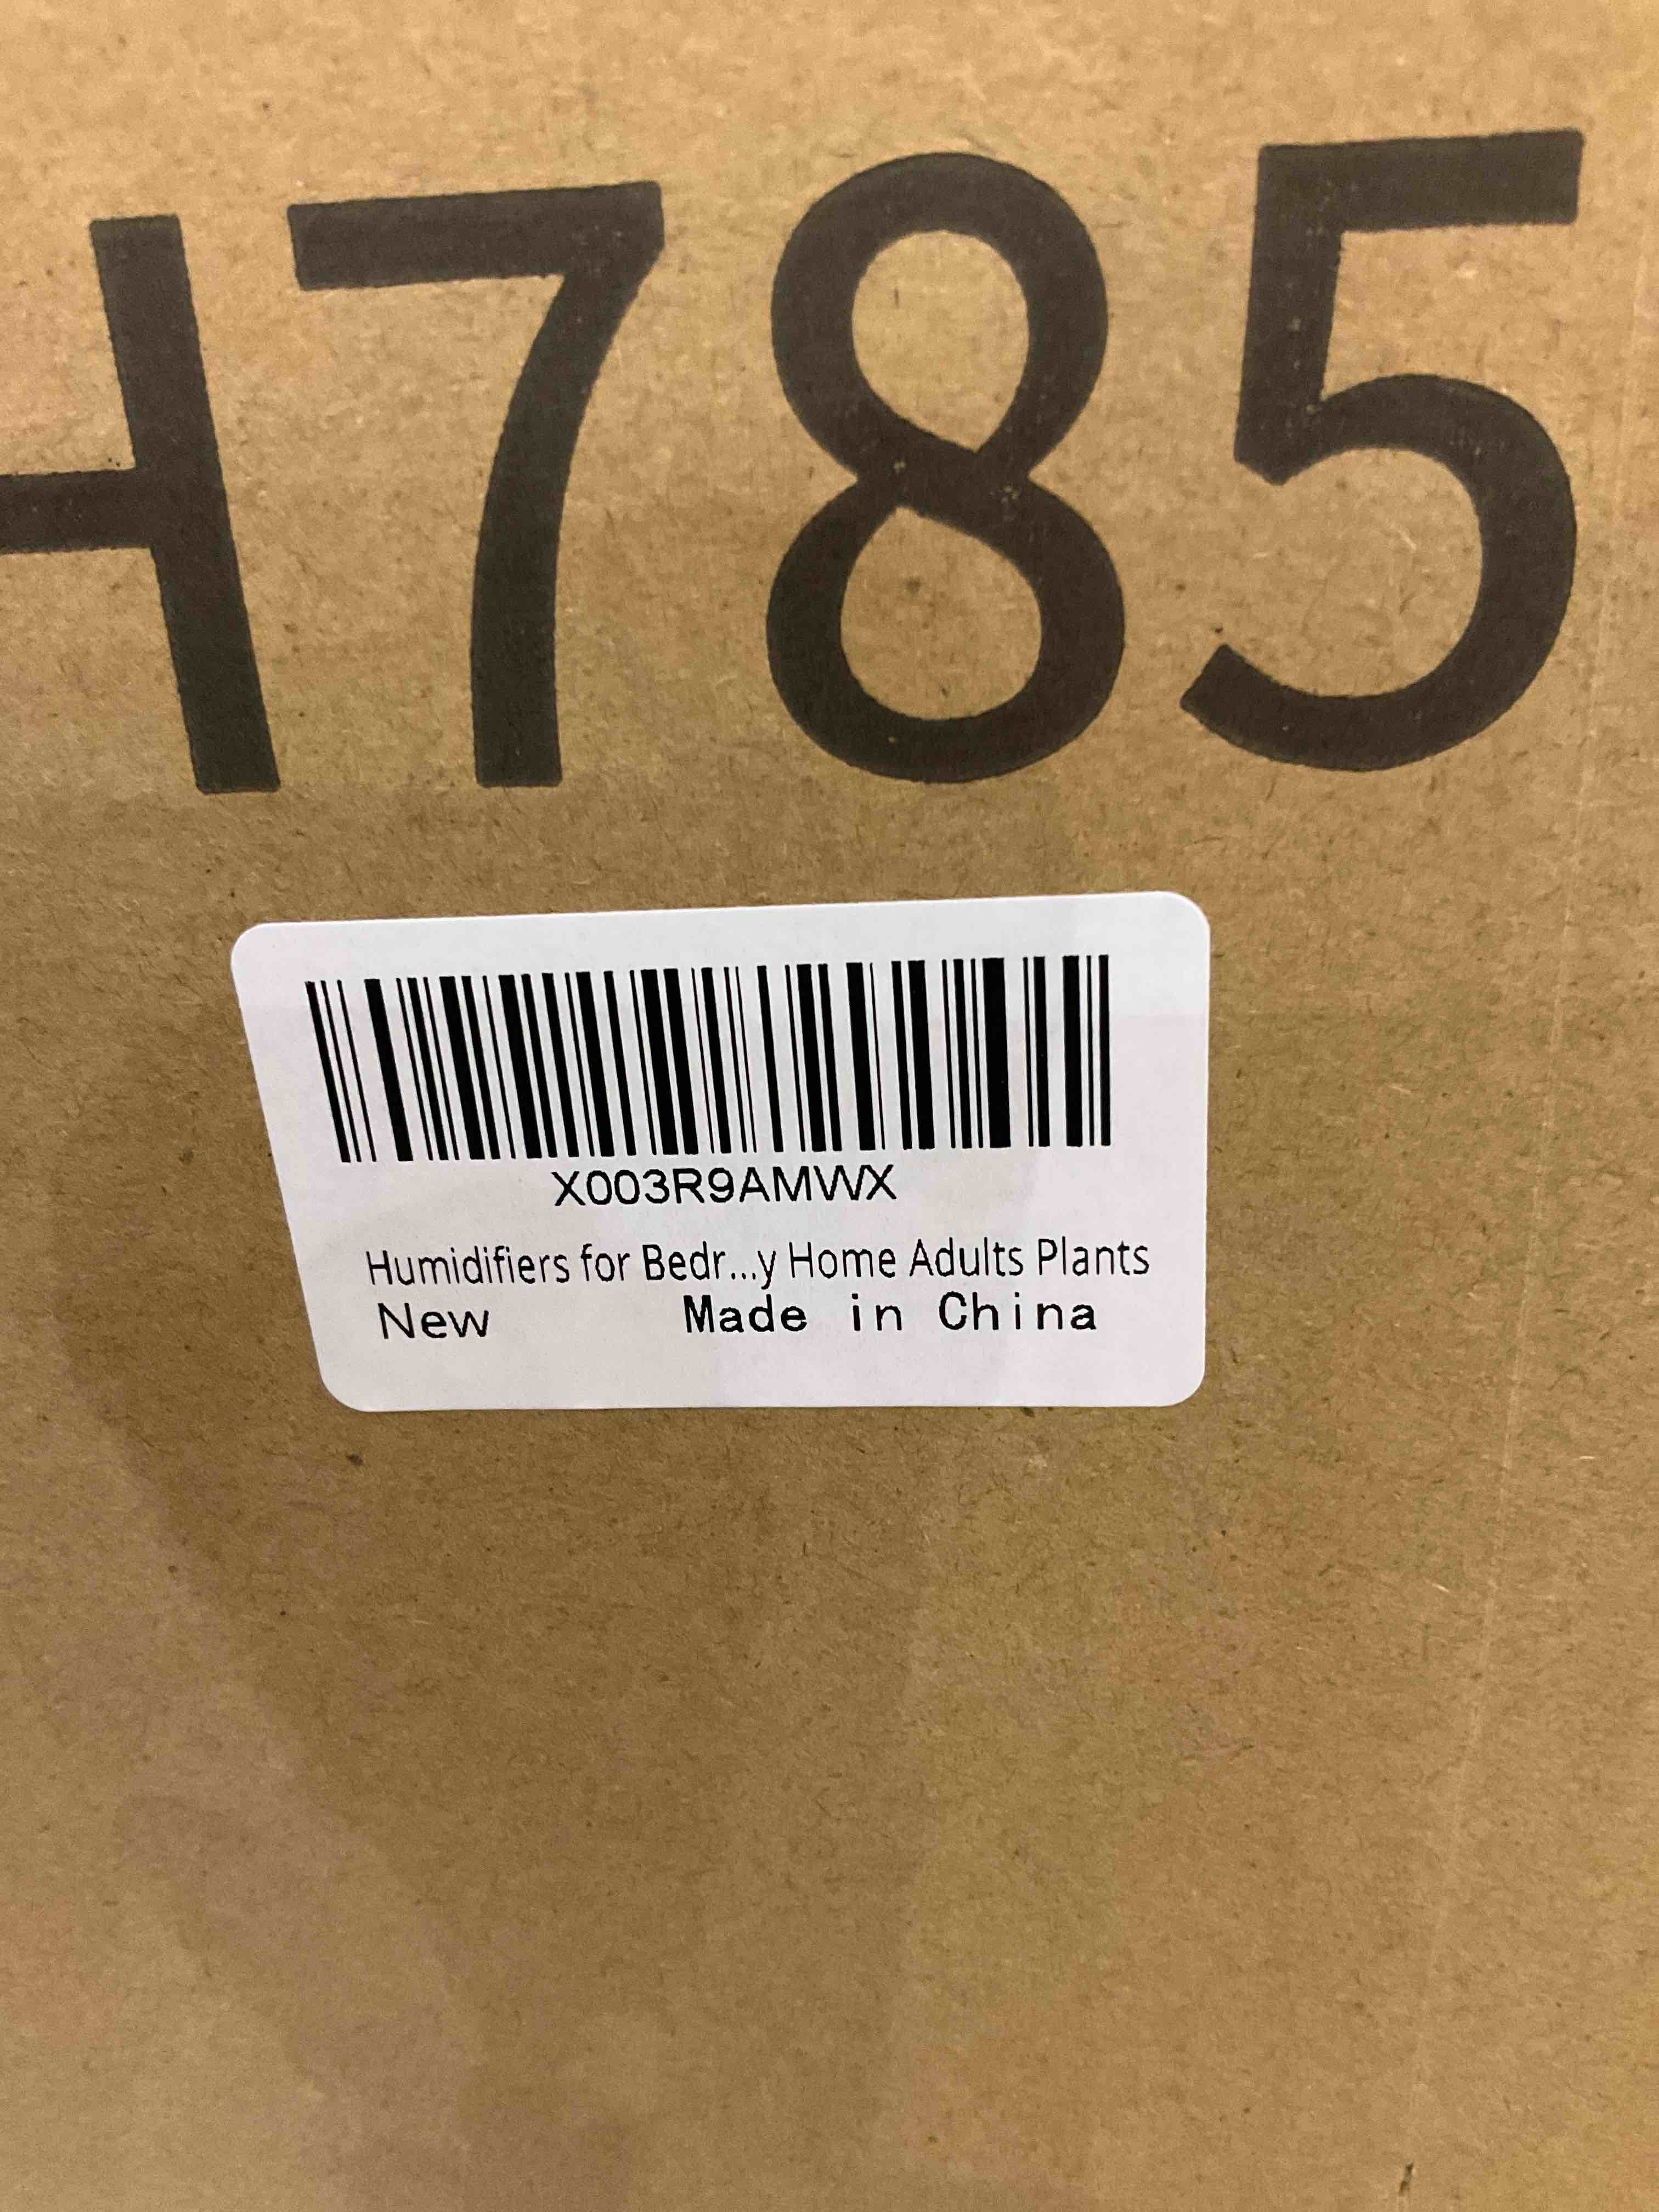 H785
X003R9AMWX
Humidifiers for Bedr...y Home Adults Plants
New Made in China